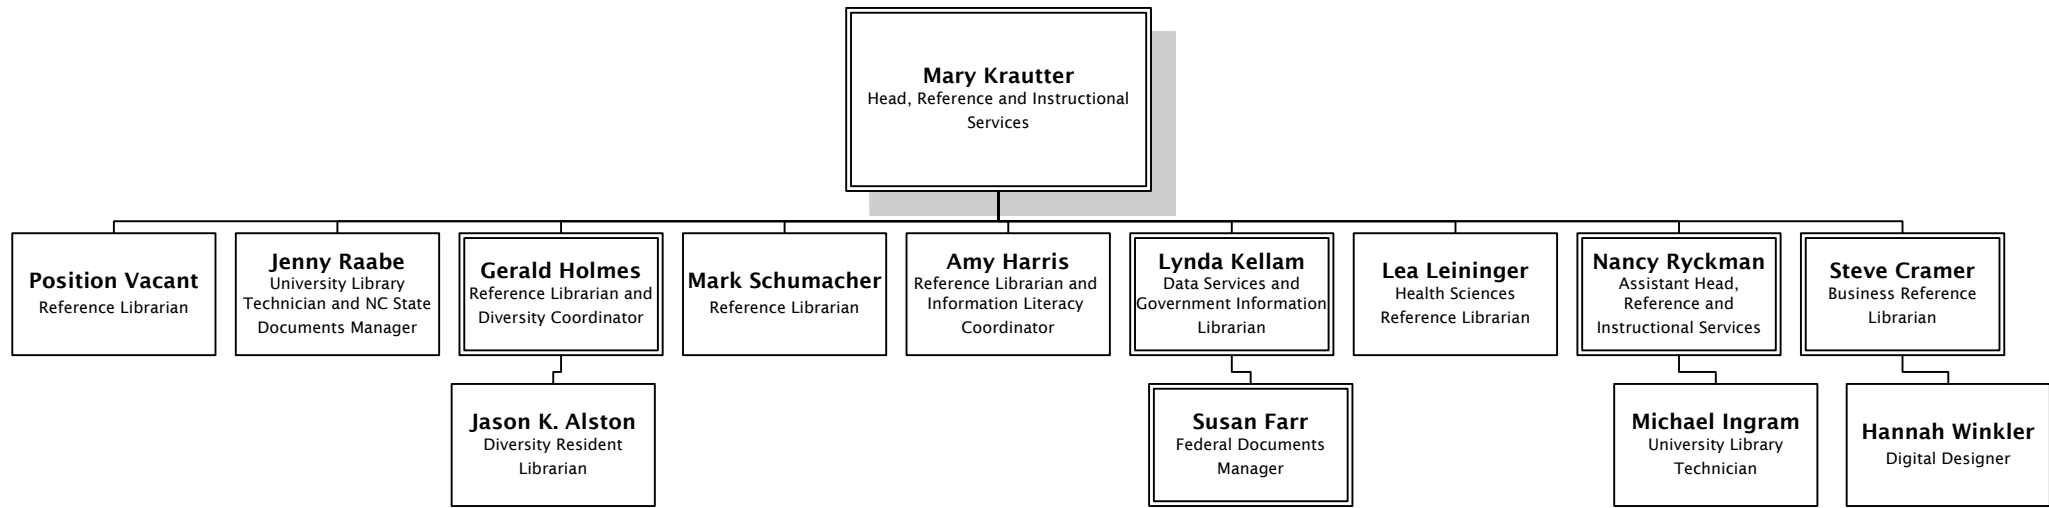 Mary Krautter
Head, Reference and Instructional
Services
Position Vacant
Reference Librarian
Jenny Raabe
University Library
Technician and NC State
Documents Manager
Gerald Holmes
Reference Librarian and
Diversity Coordinator
Mark Schumacher
Reference Librarian
Amy Harris
Reference Librarian and
Information Literacy
Coordinator
Lynda Kellam
Data Services and
Government Information
Librarian
Lea Leininger
Health Sciences
Reference Librarian
Nancy Ryckman
Assistant Head,
Reference and
Instructional Services
Steve Cramer
Business Reference
Librarian
Jason K. Alston
Diversity Resident
Librarian
Susan Farr
Federal Documents
Manager
Michael Ingram
University Library
Technician
Hannah Winkler
Digital Designer